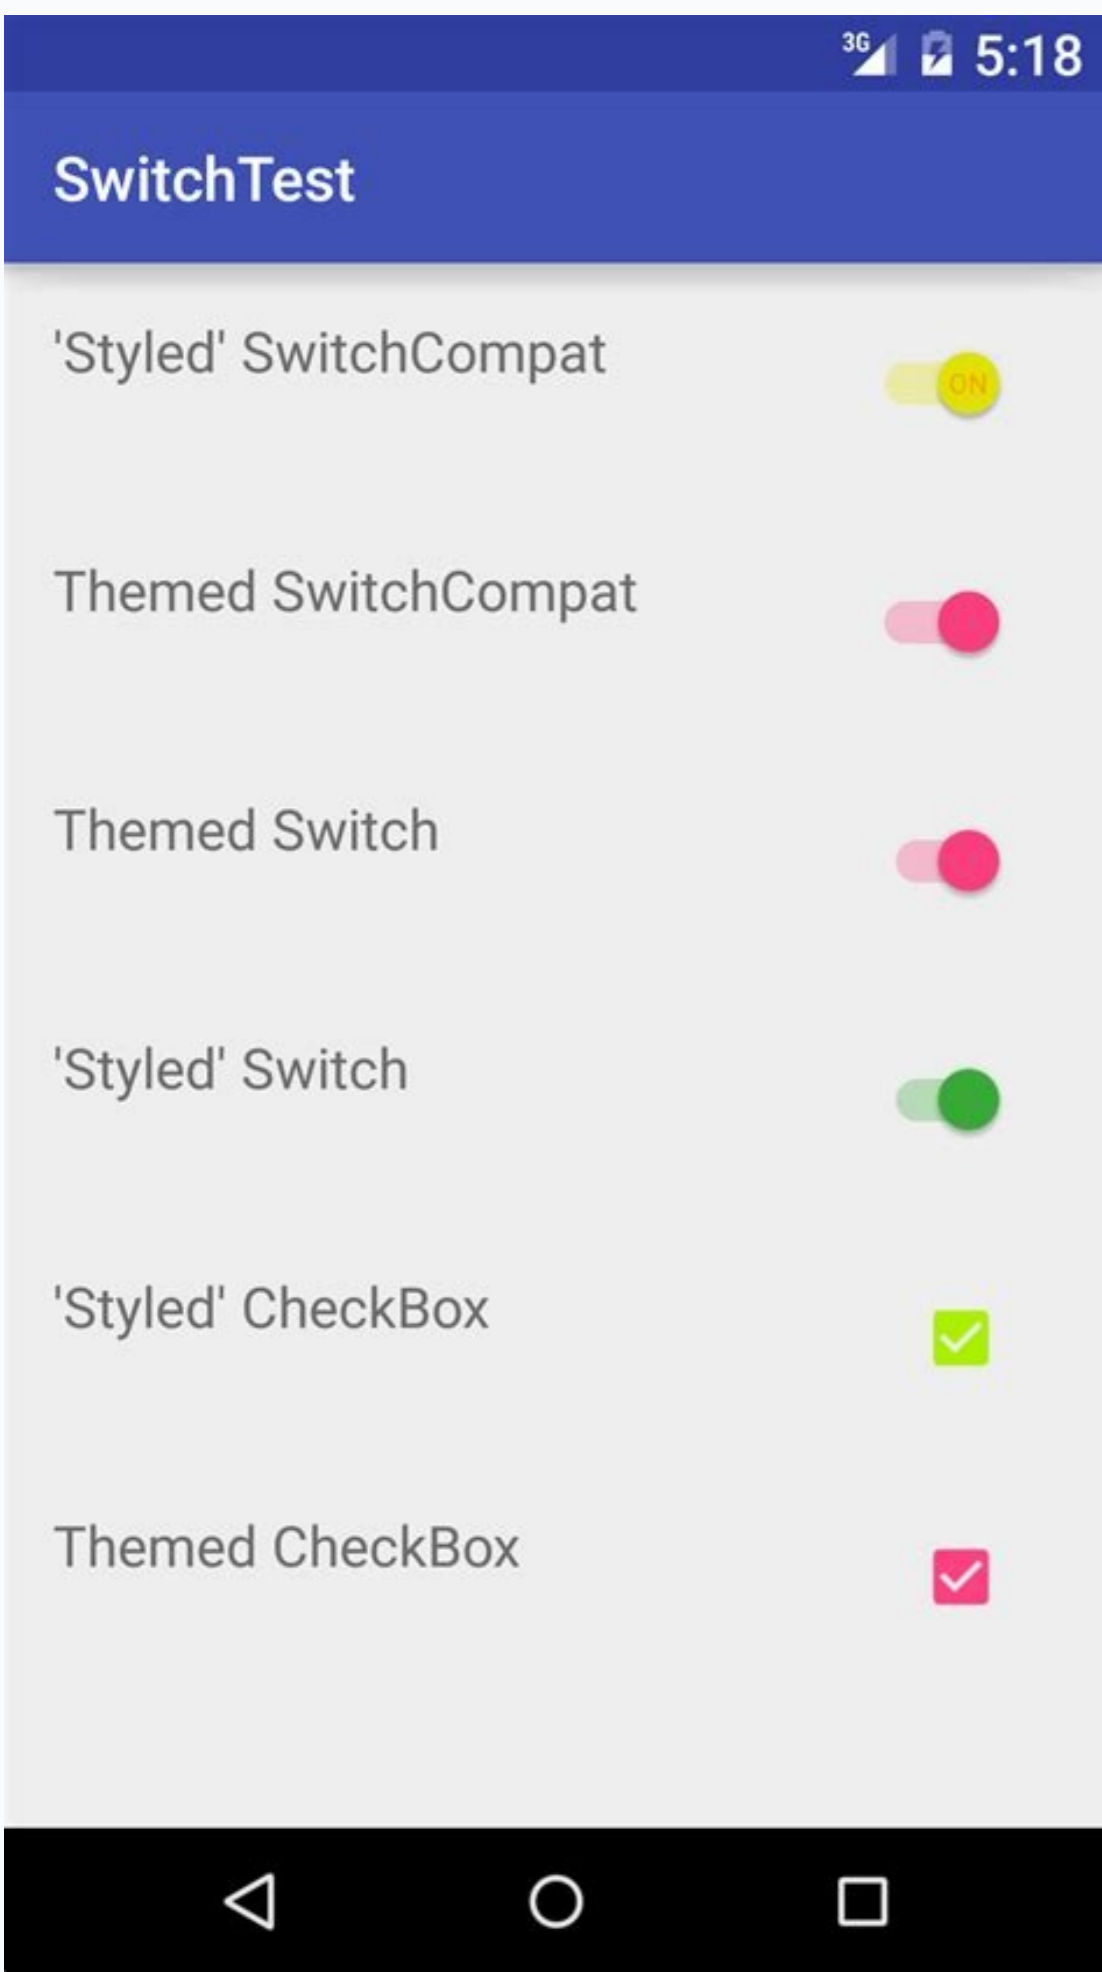 3G 5:18
SwitchTest
'Styled' SwitchCompat
ON
Themed SwitchCompat
Themed Switch
'Styled' Switch
'Styled' CheckBox
Themed CheckBox